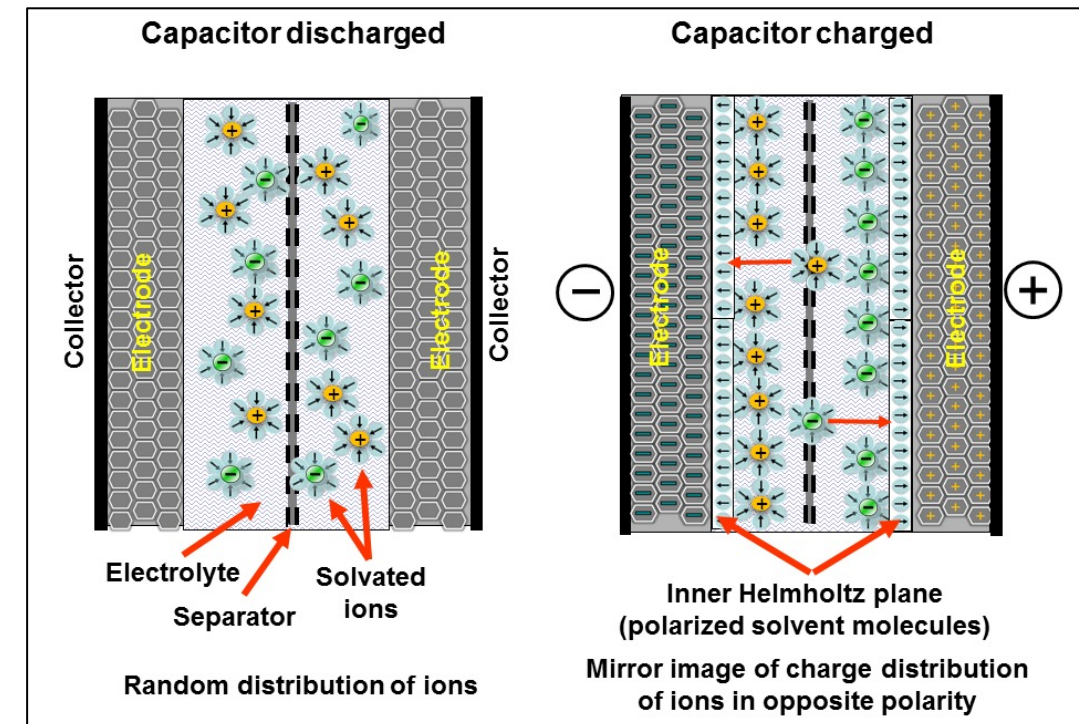 Capacitor discharged
Capacitor charged
Collector
Electrode
Electrode
Collector
Electrode
Electrode
−
+
Electrolyte
Separator
Solvated
ions
Inner Helmholtz plane
(polarized solvent molecules)
Random distribution of ions
Mirror image of charge distribution
of ions in opposite polarity